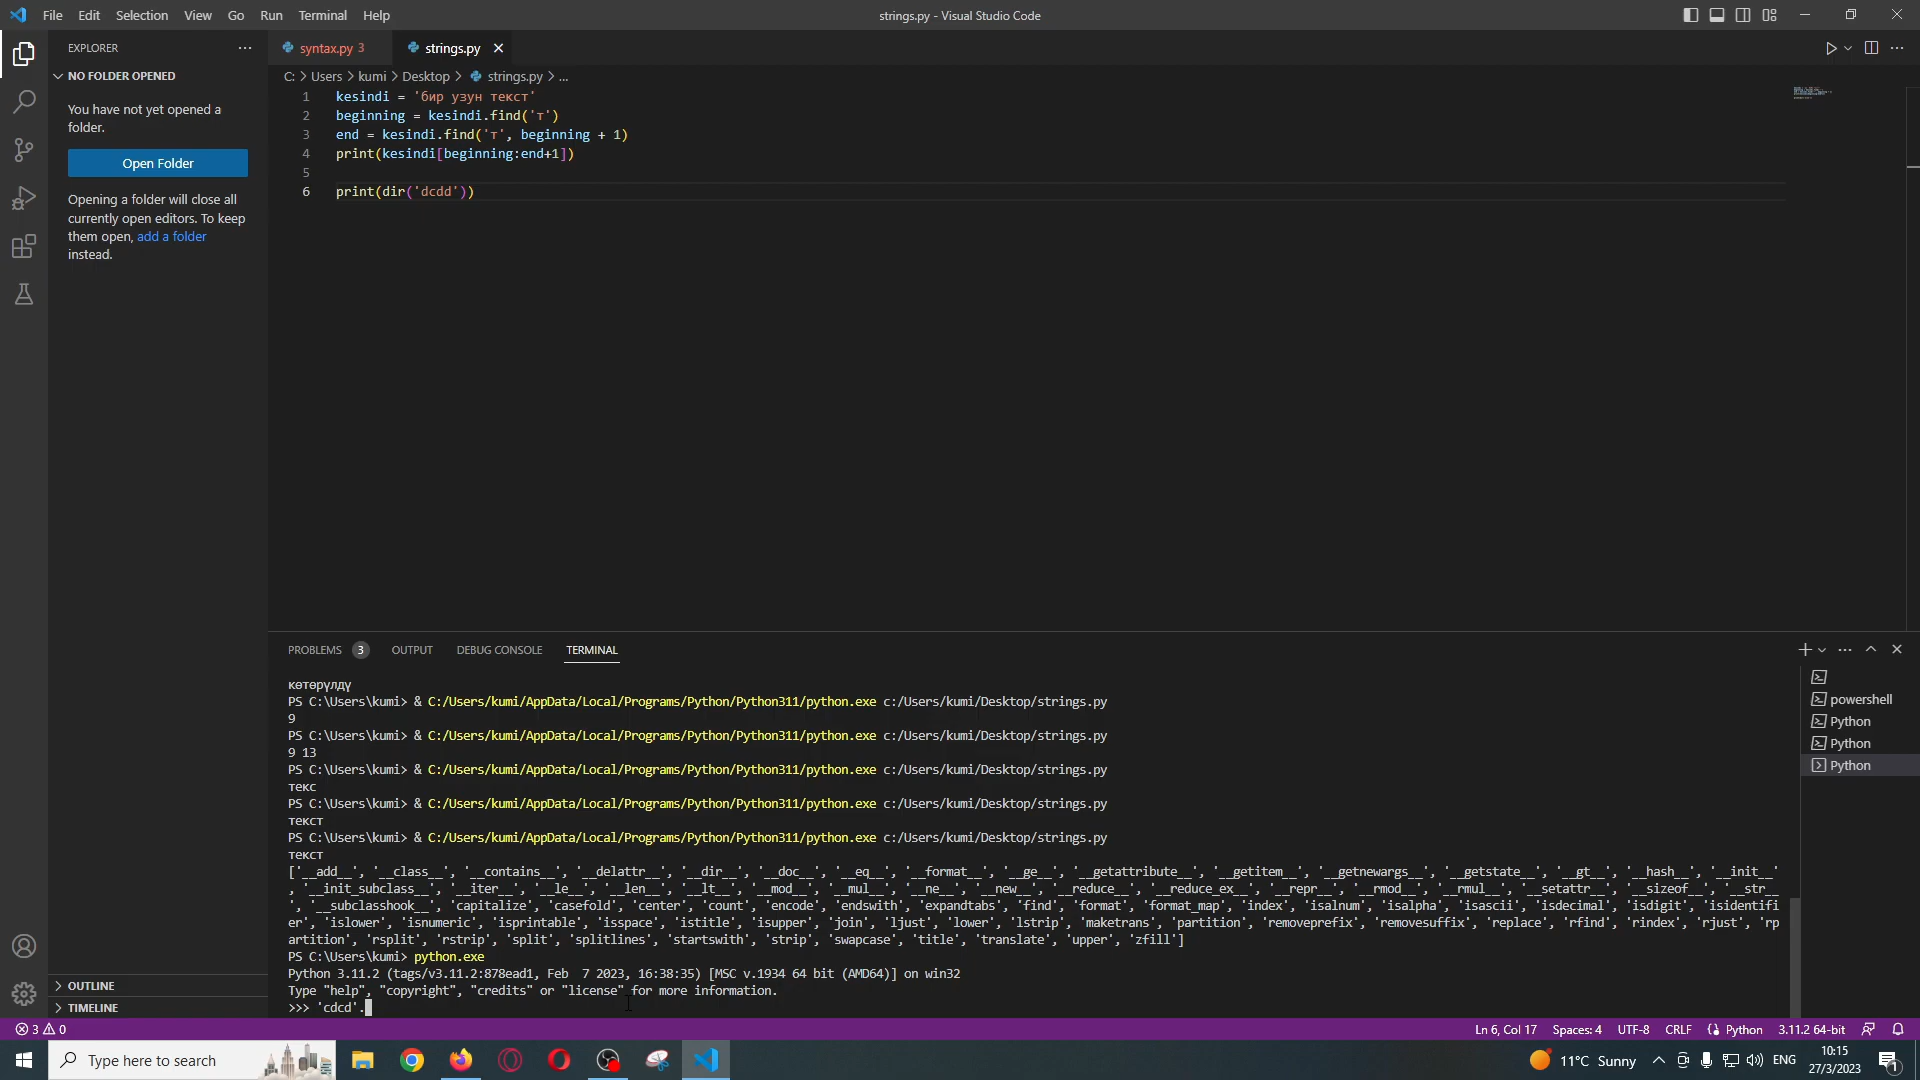 File Edit Selection View Go Run Terminal Help
strings.py - Visual Studio Code
EXPLORER
NO FOLDER OPENED
You have not yet opened a
folder.
Open Folder
Opening a folder will close all
currently open editors. To keep
them open, add a folder
instead.
OUTLINE
TIMELINE
syntax.py 3 strings.py
C: > Users > kumi > Desktop > strings.py > ...
1 kesindi = 'бир узун текст'
2 beginning = kesindi.find('т')
3 end = kesindi.find('т', beginning + 1)
4 print(kesindi[beginning:end+1])
5
6 print(dir('dcdd'))
PROBLEMS 3 OUTPUT DEBUG CONSOLE TERMINAL
көтөрүлдү
PS C:\Users\kumi> & C:/Users/kumi/AppData/Local/Programs/Python/Python311/python.exe c:/Users/kumi/Desktop/strings.py
9
PS C:\Users\kumi> & C:/Users/kumi/AppData/Local/Programs/Python/Python311/python.exe c:/Users/kumi/Desktop/strings.py
9 13
PS C:\Users\kumi> & C:/Users/kumi/AppData/Local/Programs/Python/Python311/python.exe c:/Users/kumi/Desktop/strings.py
текс
PS C:\Users\kumi> & C:/Users/kumi/AppData/Local/Programs/Python/Python311/python.exe c:/Users/kumi/Desktop/strings.py
текст
PS C:\Users\kumi> & C:/Users/kumi/AppData/Local/Programs/Python/Python311/python.exe c:/Users/kumi/Desktop/strings.py
текст
['__add__', '__class__', '__contains__', '__delattr__', '__dir__', '__doc__', '__eq__', '__format__', '__ge__', '__getattribute__', '__getitem__', '__getnewargs__', '__getstate__', '__gt__', '__hash__', '__init__'
, '__init_subclass__', '__iter__', '__le__', '__len__', '__lt__', '__mod__', '__mul__', '__ne__', '__new__', '__reduce__', '__reduce_ex__', '__repr__', '__rmod__', '__rmul__', '__setattr__', '__sizeof__', '__str__
', '__subclasshook__', 'capitalize', 'casefold', 'center', 'count', 'encode', 'endswith', 'expandtabs', 'find', 'format', 'format_map', 'index', 'isalnum', 'isalpha', 'isascii', 'isdecimal', 'isdigit', 'isidentifi
er', 'islower', 'isnumeric', 'isprintable', 'isspace', 'istitle', 'isupper', 'join', 'ljust', 'lower', 'lstrip', 'maketrans', 'partition', 'removeprefix', 'removesuffix', 'replace', 'rfind', 'rindex', 'rjust', 'rp
artition', 'rsplit', 'rstrip', 'split', 'splitlines', 'startswith', 'strip', 'swapcase', 'title', 'translate', 'upper', 'zfill']
PS C:\Users\kumi> python.exe
Python 3.11.2 (tags/v3.11.2:878ead1, Feb  7 2023, 16:38:35) [MSC v.1934 64 bit (AMD64)] on win32
Type "help", "copyright", "credits" or "license" for more information.
>>> 'cdcd'.
powershell
Python
Python
Python
3 0
Ln 6, Col 17 Spaces: 4 UTF-8 CRLF Python 3.11.2 64-bit
Type here to search
11°C Sunny ENG
10:15
27/3/2023
1